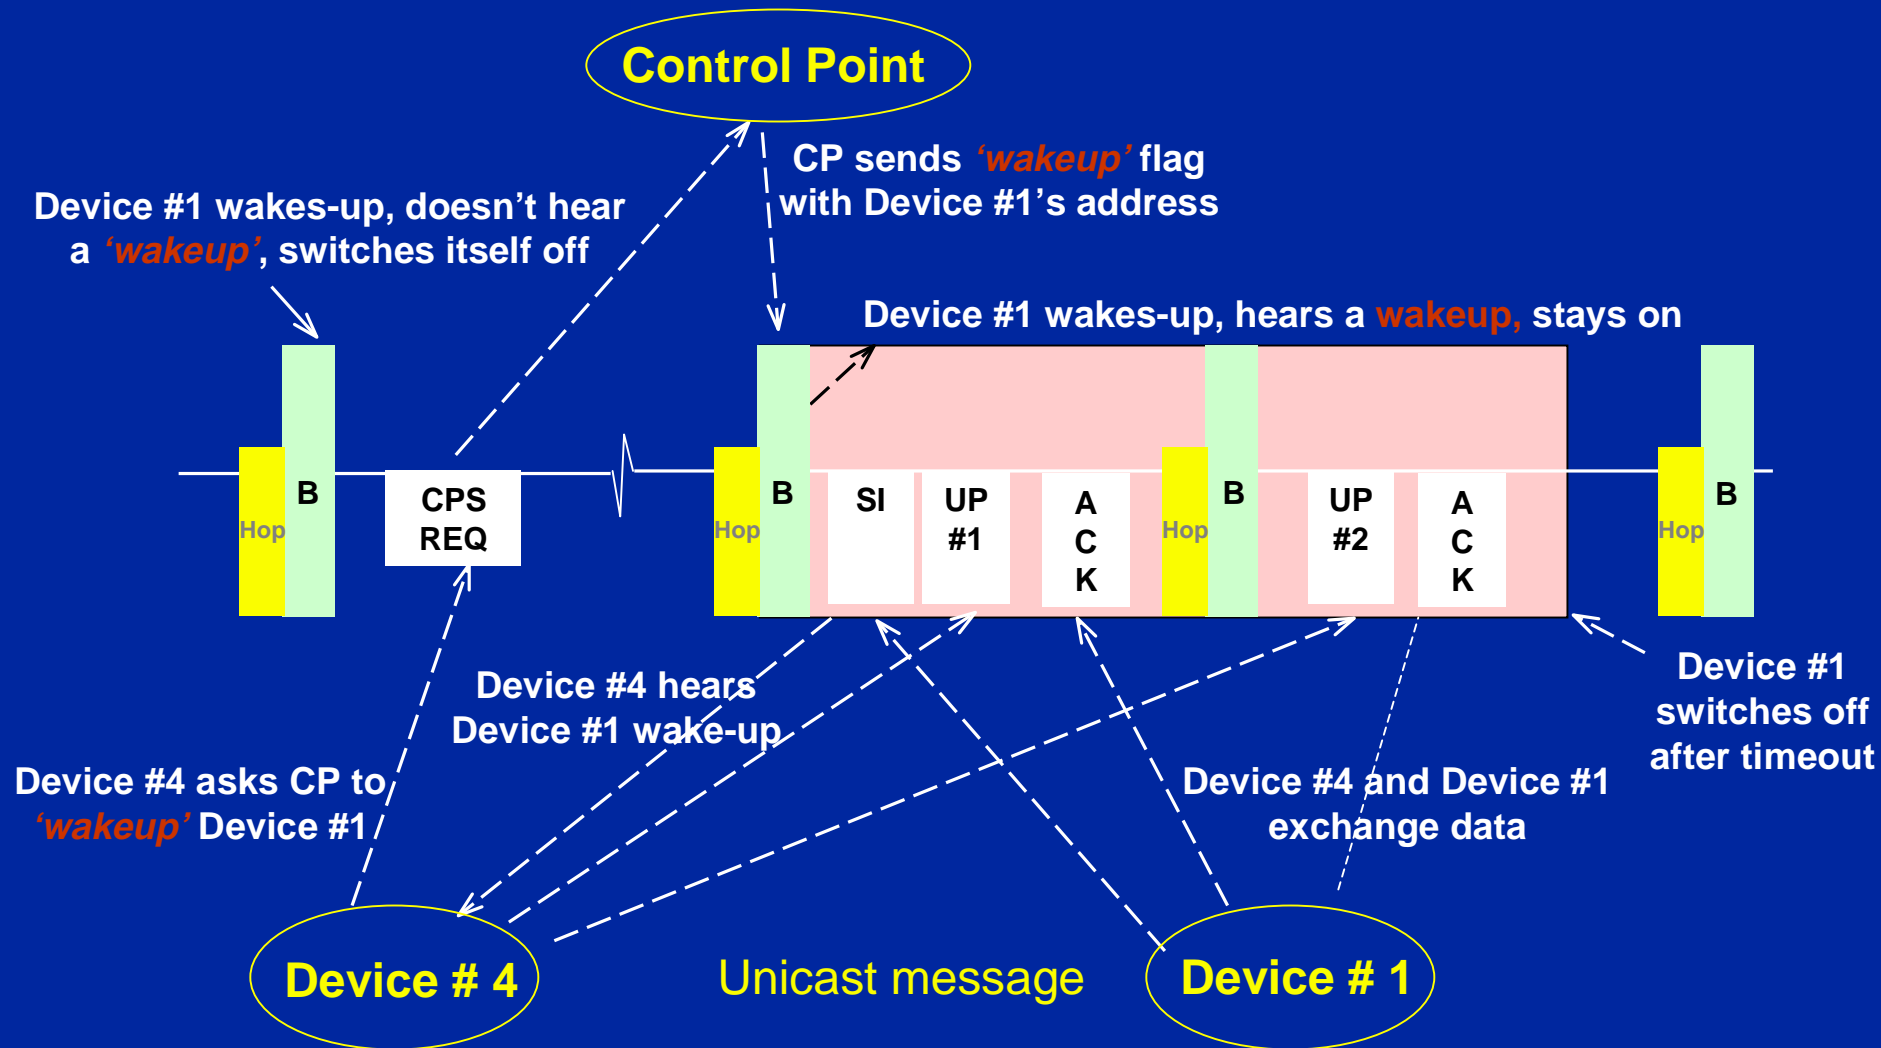 Control Point
CP sends ‘wakeup’ flag
with Device #1’s address
Device #1 wakes-up, doesn’t hear
a ‘wakeup’, switches itself off
Device #1 wakes-up, hears a wakeup, stays on
Hop
B
CPS
REQ
Hop
B
SI
UP
#1
A
C
K
Hop
B
UP
#2
A
C
K
Hop
B
Device #4 hears
Device #1 wake-up
Device #1
switches off
after timeout
Device #4 asks CP to
‘wakeup’ Device #1
Device #4 and Device #1
exchange data
Device # 4
Unicast message
Device # 1